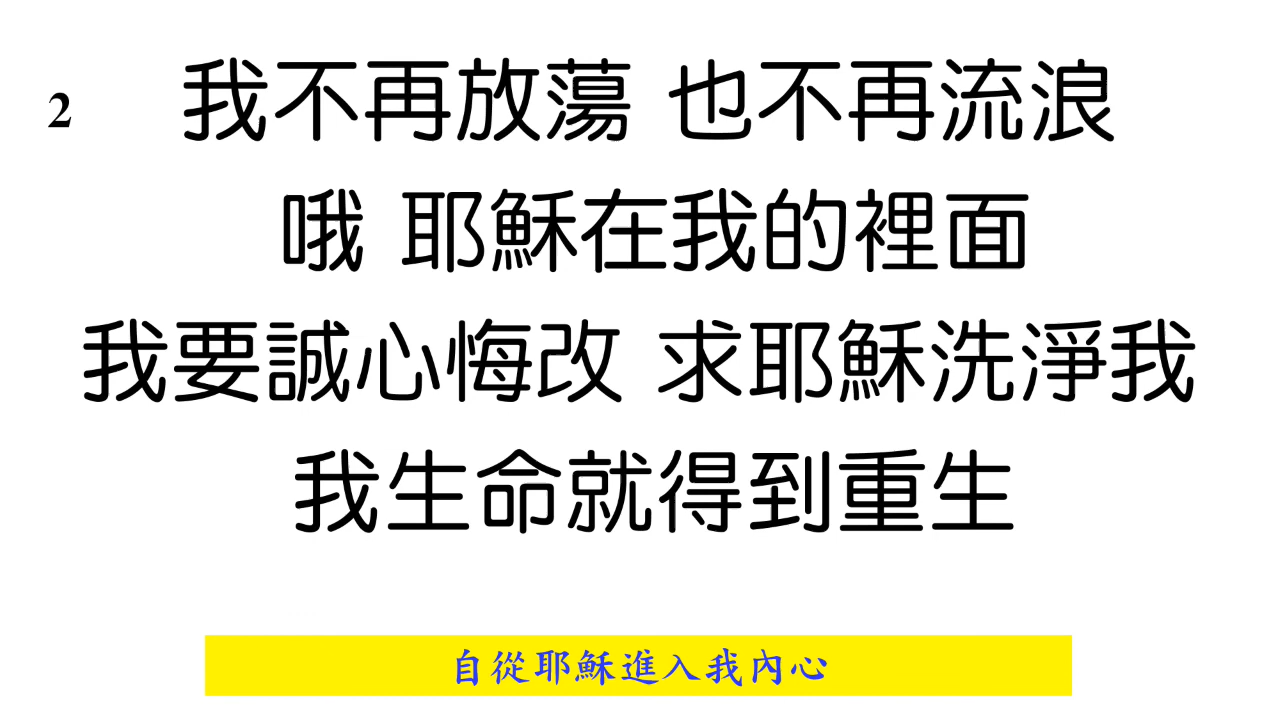 2 我不再放蕩 也不再流浪
哦 耶穌在我的裡面
我要誠心悔改 求耶穌洗淨我
我生命就得到重生
自從耶穌進入我內心